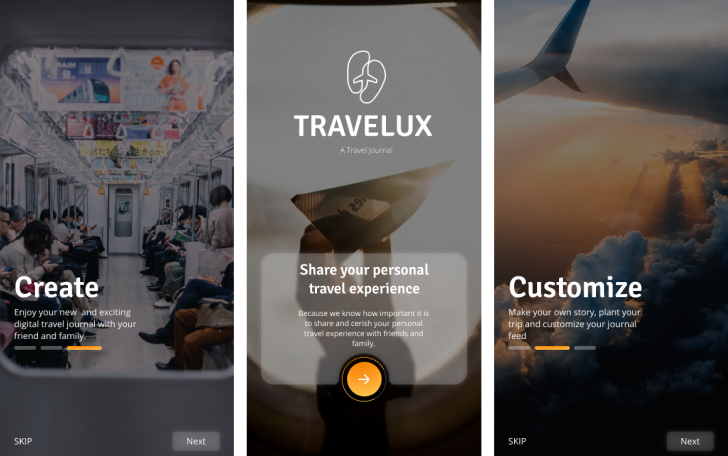 Create
Enjoy your new and exciting
digital travel journal with your
friend and family.
SKIP
Next
TRAVELUX
A Travel Journal
Share your personal
travel experience
Because we know how important it is
to share and cerish your personal
travel experience with friends and
family.
Customize
Make your own story, plant your
trip and customize your journal
feed
SKIP
Next